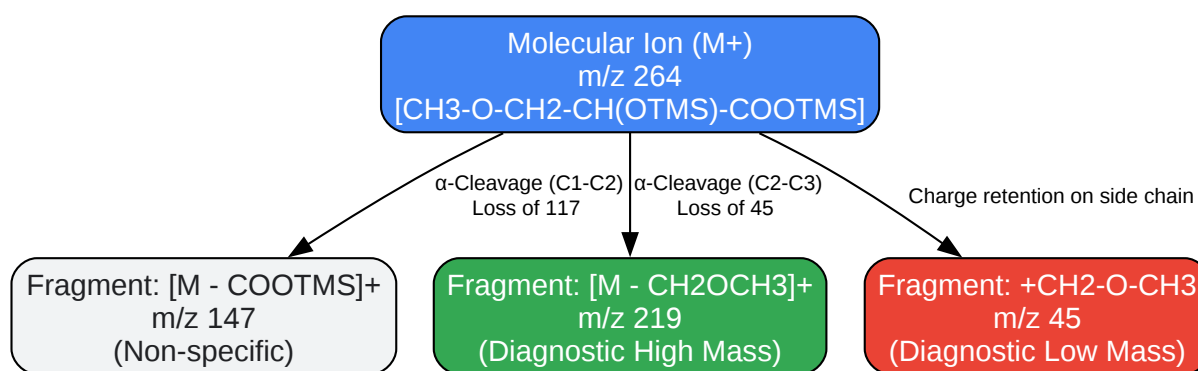 Molecular Ion (M+)
m/z 264
[CH3-O-CH2-CH(OTMS)-COOTMS]
α-Cleavage (C1-C2)
Loss of 117
α-Cleavage (C2-C3)
Loss of 45
Charge retention on side chain
Fragment: [M - COOTMS]+
m/z 147
(Non-specific)
Fragment: [M - CH2OCH3]+
m/z 219
(Diagnostic High Mass)
Fragment: +CH2-O-CH3
m/z 45
(Diagnostic Low Mass)